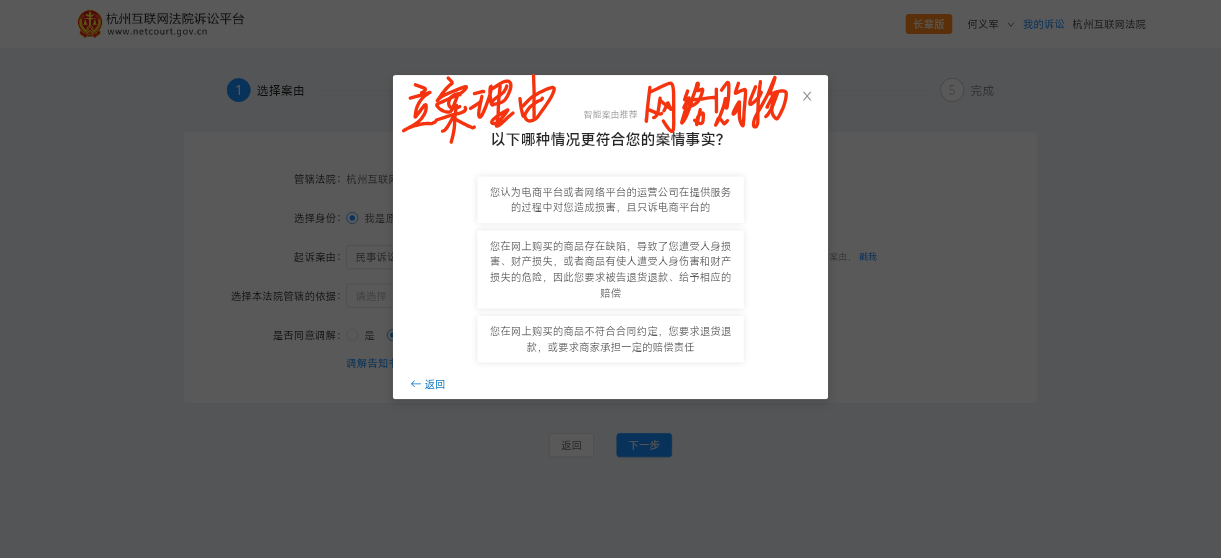 杭州互联网法院诉讼平台
www.netcourt.gov.cn
长辈版
何义军
我的诉讼
杭州互联网法院
1 选择案由
5 完成
立案理由 网络购物
智能案由推荐
以下哪种情况更符合您的案情事实?
您认为电商平台或者网络平台的运营公司在提供服务
的过程中对您造成损害，且只诉电商平台的
您在网上购买的商品存在缺陷，导致了您遭受人身损
害、财产损失，或者商品有使人遭受人身伤害和财产
损失的危险，因此您要求被告退货退款、给予相应的
赔偿
您在网上购买的商品不符合合同约定，您要求退货退
款，或要求商家承担一定的赔偿责任
返回
管辖法院：杭州互联网
选择身份： 我是原
起诉案由： 民事诉讼
案由， 戳我
选择本法院管辖的依据： 请选择
是否同意调解： 是
调解告知书
返回
下一步